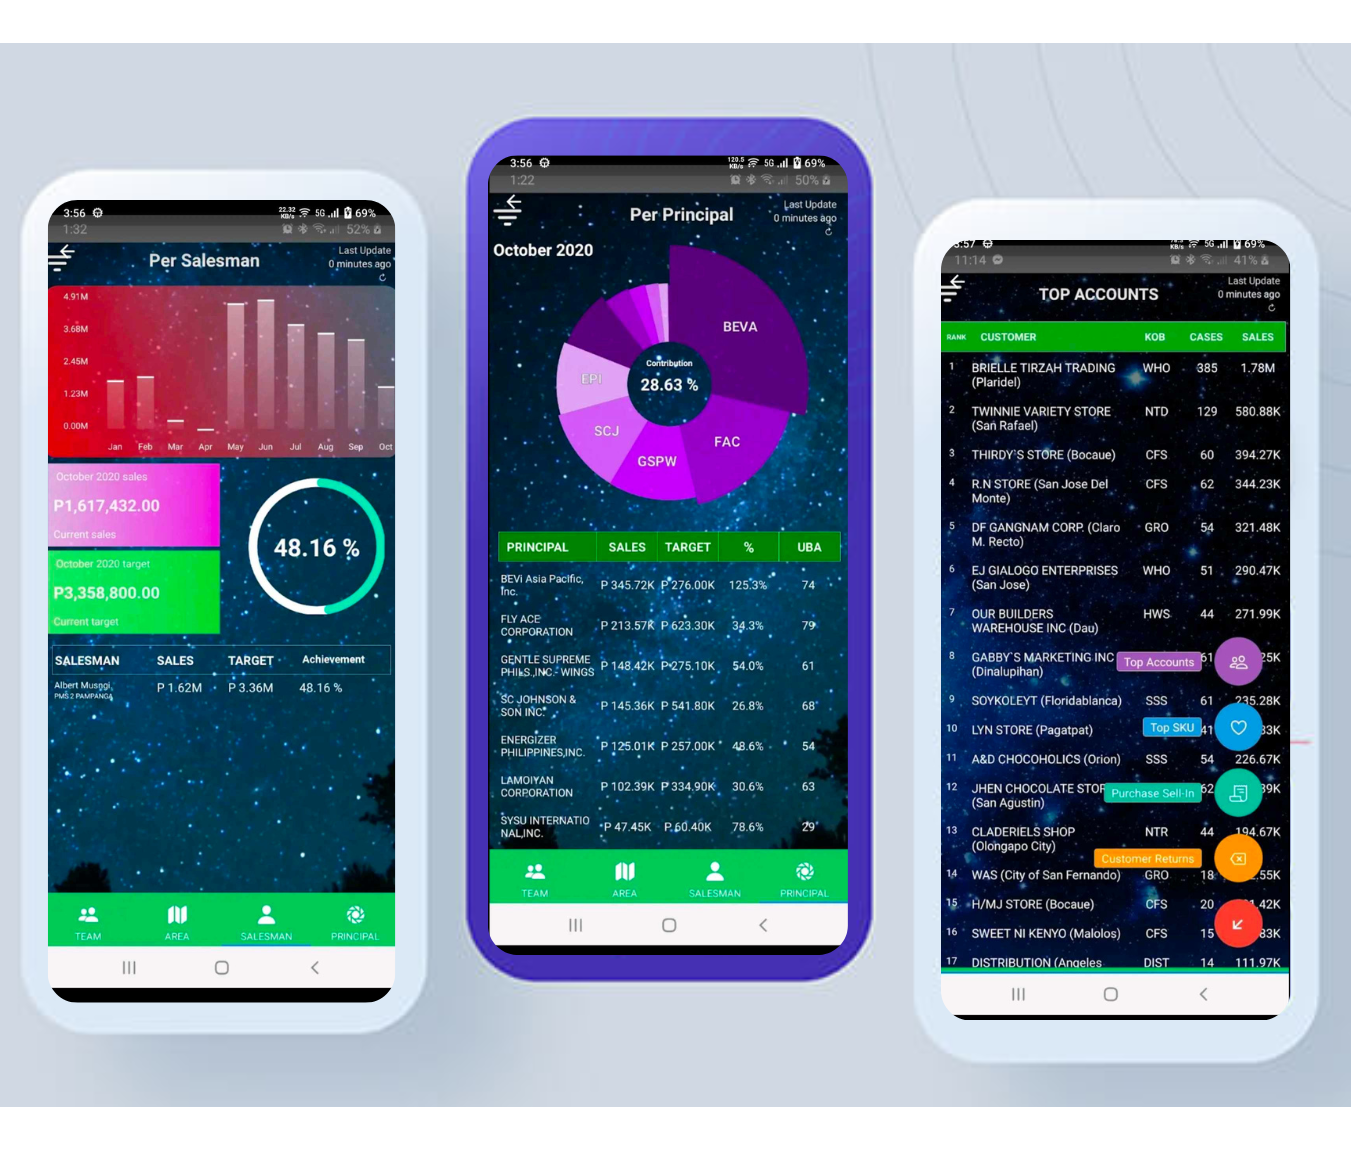 3:56 22.32 KB/s 5G 69%
1:32 52%
Per Salesman
Last Update
0 minutes ago
4.91M
3.68M
2.45M
1.23M
0.00M
Jan Feb Mar Apr May Jun Jul Aug Sep Oct
October 2020 sales
P1,617,432.00
Current sales
October 2020 target
P3,358,800.00
Current target
48.16 %
SALESMAN SALES TARGET Achievement
Albert Musngi, P 1.62M P 3.36M 48.16 %
PMS 2 PAMPANGA
TEAM AREA SALESMAN PRINCIPAL
3:56 120.5 KB/s 5G 69%
1:22 50%
Per Principal
Last Update
0 minutes ago
October 2020
BEVA
FAC
GSPW
SCJ
EPI
Contribution
28.63 %
PRINCIPAL SALES TARGET % UBA
BEVi Asia Pacific, P 345.72K P 276.00K 125.3% 74
Inc.
FLY ACE P 213.57K P 623.30K 34.3% 79
CORPORATION
GENTLE SUPREME P 148.42K P 275.10K 54.0% 61
PHILS.,INC.- WINGS
SC JOHNSON & P 145.36K P 541.80K 26.8% 68
SON INC.
ENERGIZER P 125.01K P 257.00K 48.6% 54
PHILIPPINES,INC.
LAMOIYAN P 102.39K P 334.90K 30.6% 63
CORPORATION
SYSU INTERNATIO P 47.45K P 60.40K 78.6% 29
NAL,INC.
TEAM AREA SALESMAN PRINCIPAL
3:57 KB/s 5G 69%
11:14 41%
TOP ACCOUNTS
Last Update
0 minutes ago
RANK CUSTOMER KOB CASES SALES
1 BRIELLE TIRZAH TRADING WHO 385 1.78M
(Plaridel)
2 TWINNIE VARIETY STORE NTD 129 580.88K
(San Rafael)
3 THIRDY`S STORE (Bocaue) CFS 60 394.27K
4 R.N STORE (San Jose Del CFS 62 344.23K
Monte)
5 DF GANGNAM CORP. (Claro GRO 54 321.48K
M. Recto)
6 EJ GIALOGO ENTERPRISES WHO 51 290.47K
(San Jose)
7 OUR BUILDERS HWS 44 271.99K
WAREHOUSE INC (Dau)
8 GABBY`S MARKETING INC 61 25K
(Dinalupihan)
Top Accounts
9 SOYKOLEYT (Floridablanca) SSS 61 235.28K
10 LYN STORE (Pagatpat) 41 33K
Top SKU
11 A&D CHOCOHOLICS (Orion) SSS 54 226.67K
12 JHEN CHOCOLATE STOR 62 39K
(San Agustin)
Purchase Sell-In
13 CLADERIELS SHOP NTR 44 194.67K
(Olongapo City)
Customer Returns
14 WAS (City of San Fernando) GRO 18 .55K
15 H/MJ STORE (Bocaue) CFS 20 .42K
16 SWEET NI KENYO (Malolos) CFS 15 83K
17 DISTRIBUTION (Angeles DIST 14 111.97K